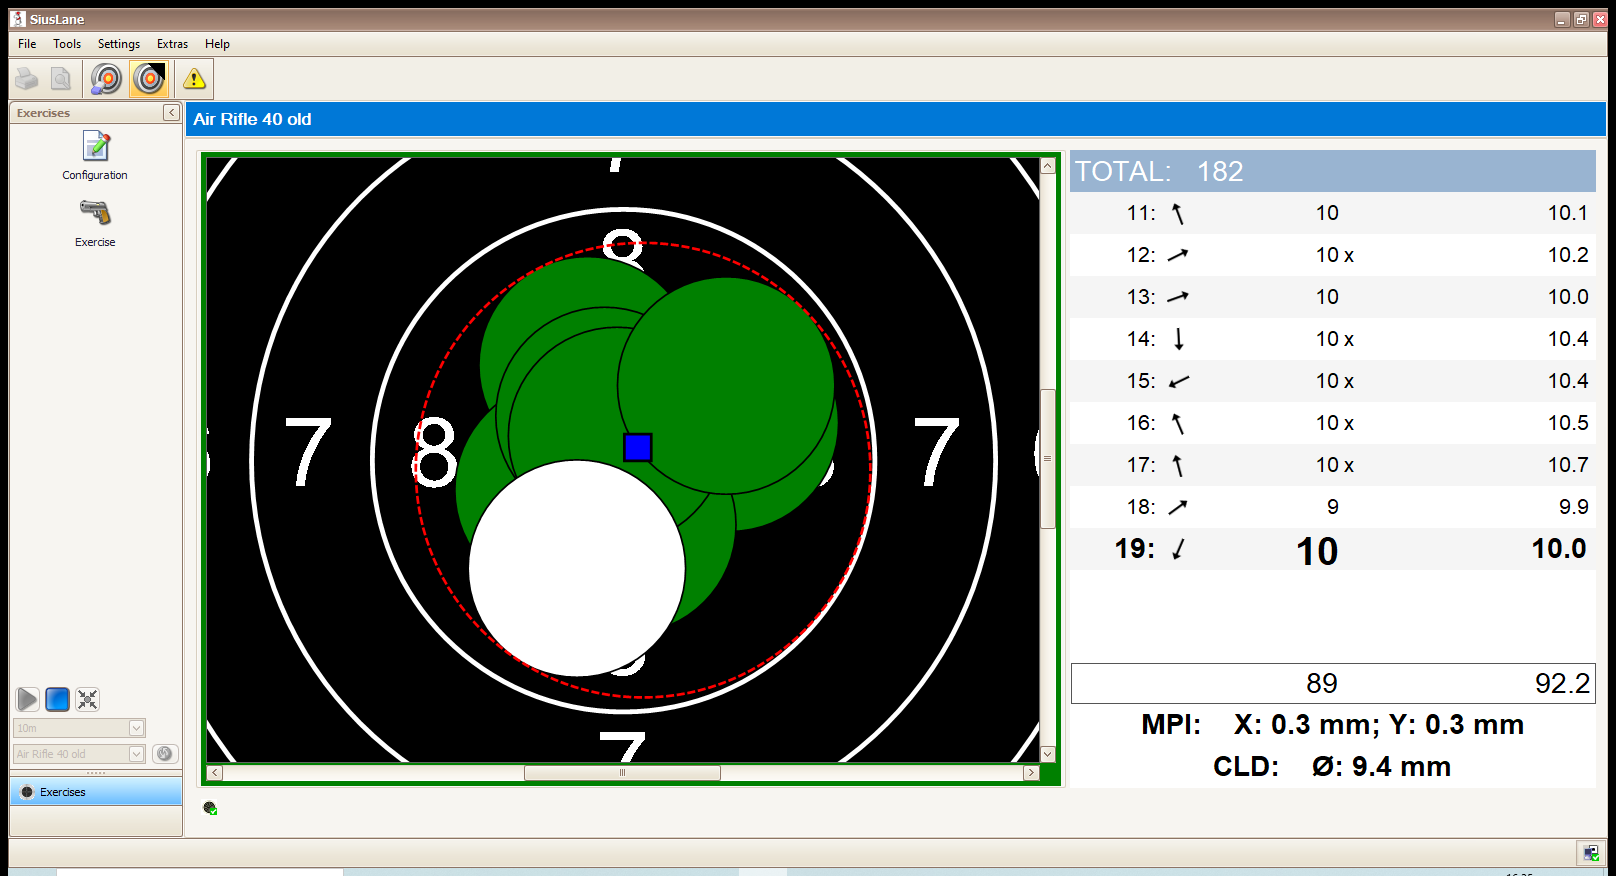 SiusLane
File Tools Settings Extras Help
Exercises
Configuration
Exercise
10m
Air Rifle 40 old
Exercises
Air Rifle 40 old
7
8
7 8 7
7
TOTAL: 182
11: 10 10.1
12: 10 x 10.2
13: 10 10.0
14: 10 x 10.4
15: 10 x 10.4
16: 10 x 10.5
17: 10 x 10.7
18: 9 9.9
19: 10 10.0
89 92.2
MPI: X: 0.3 mm; Y: 0.3 mm
CLD: Ø: 9.4 mm